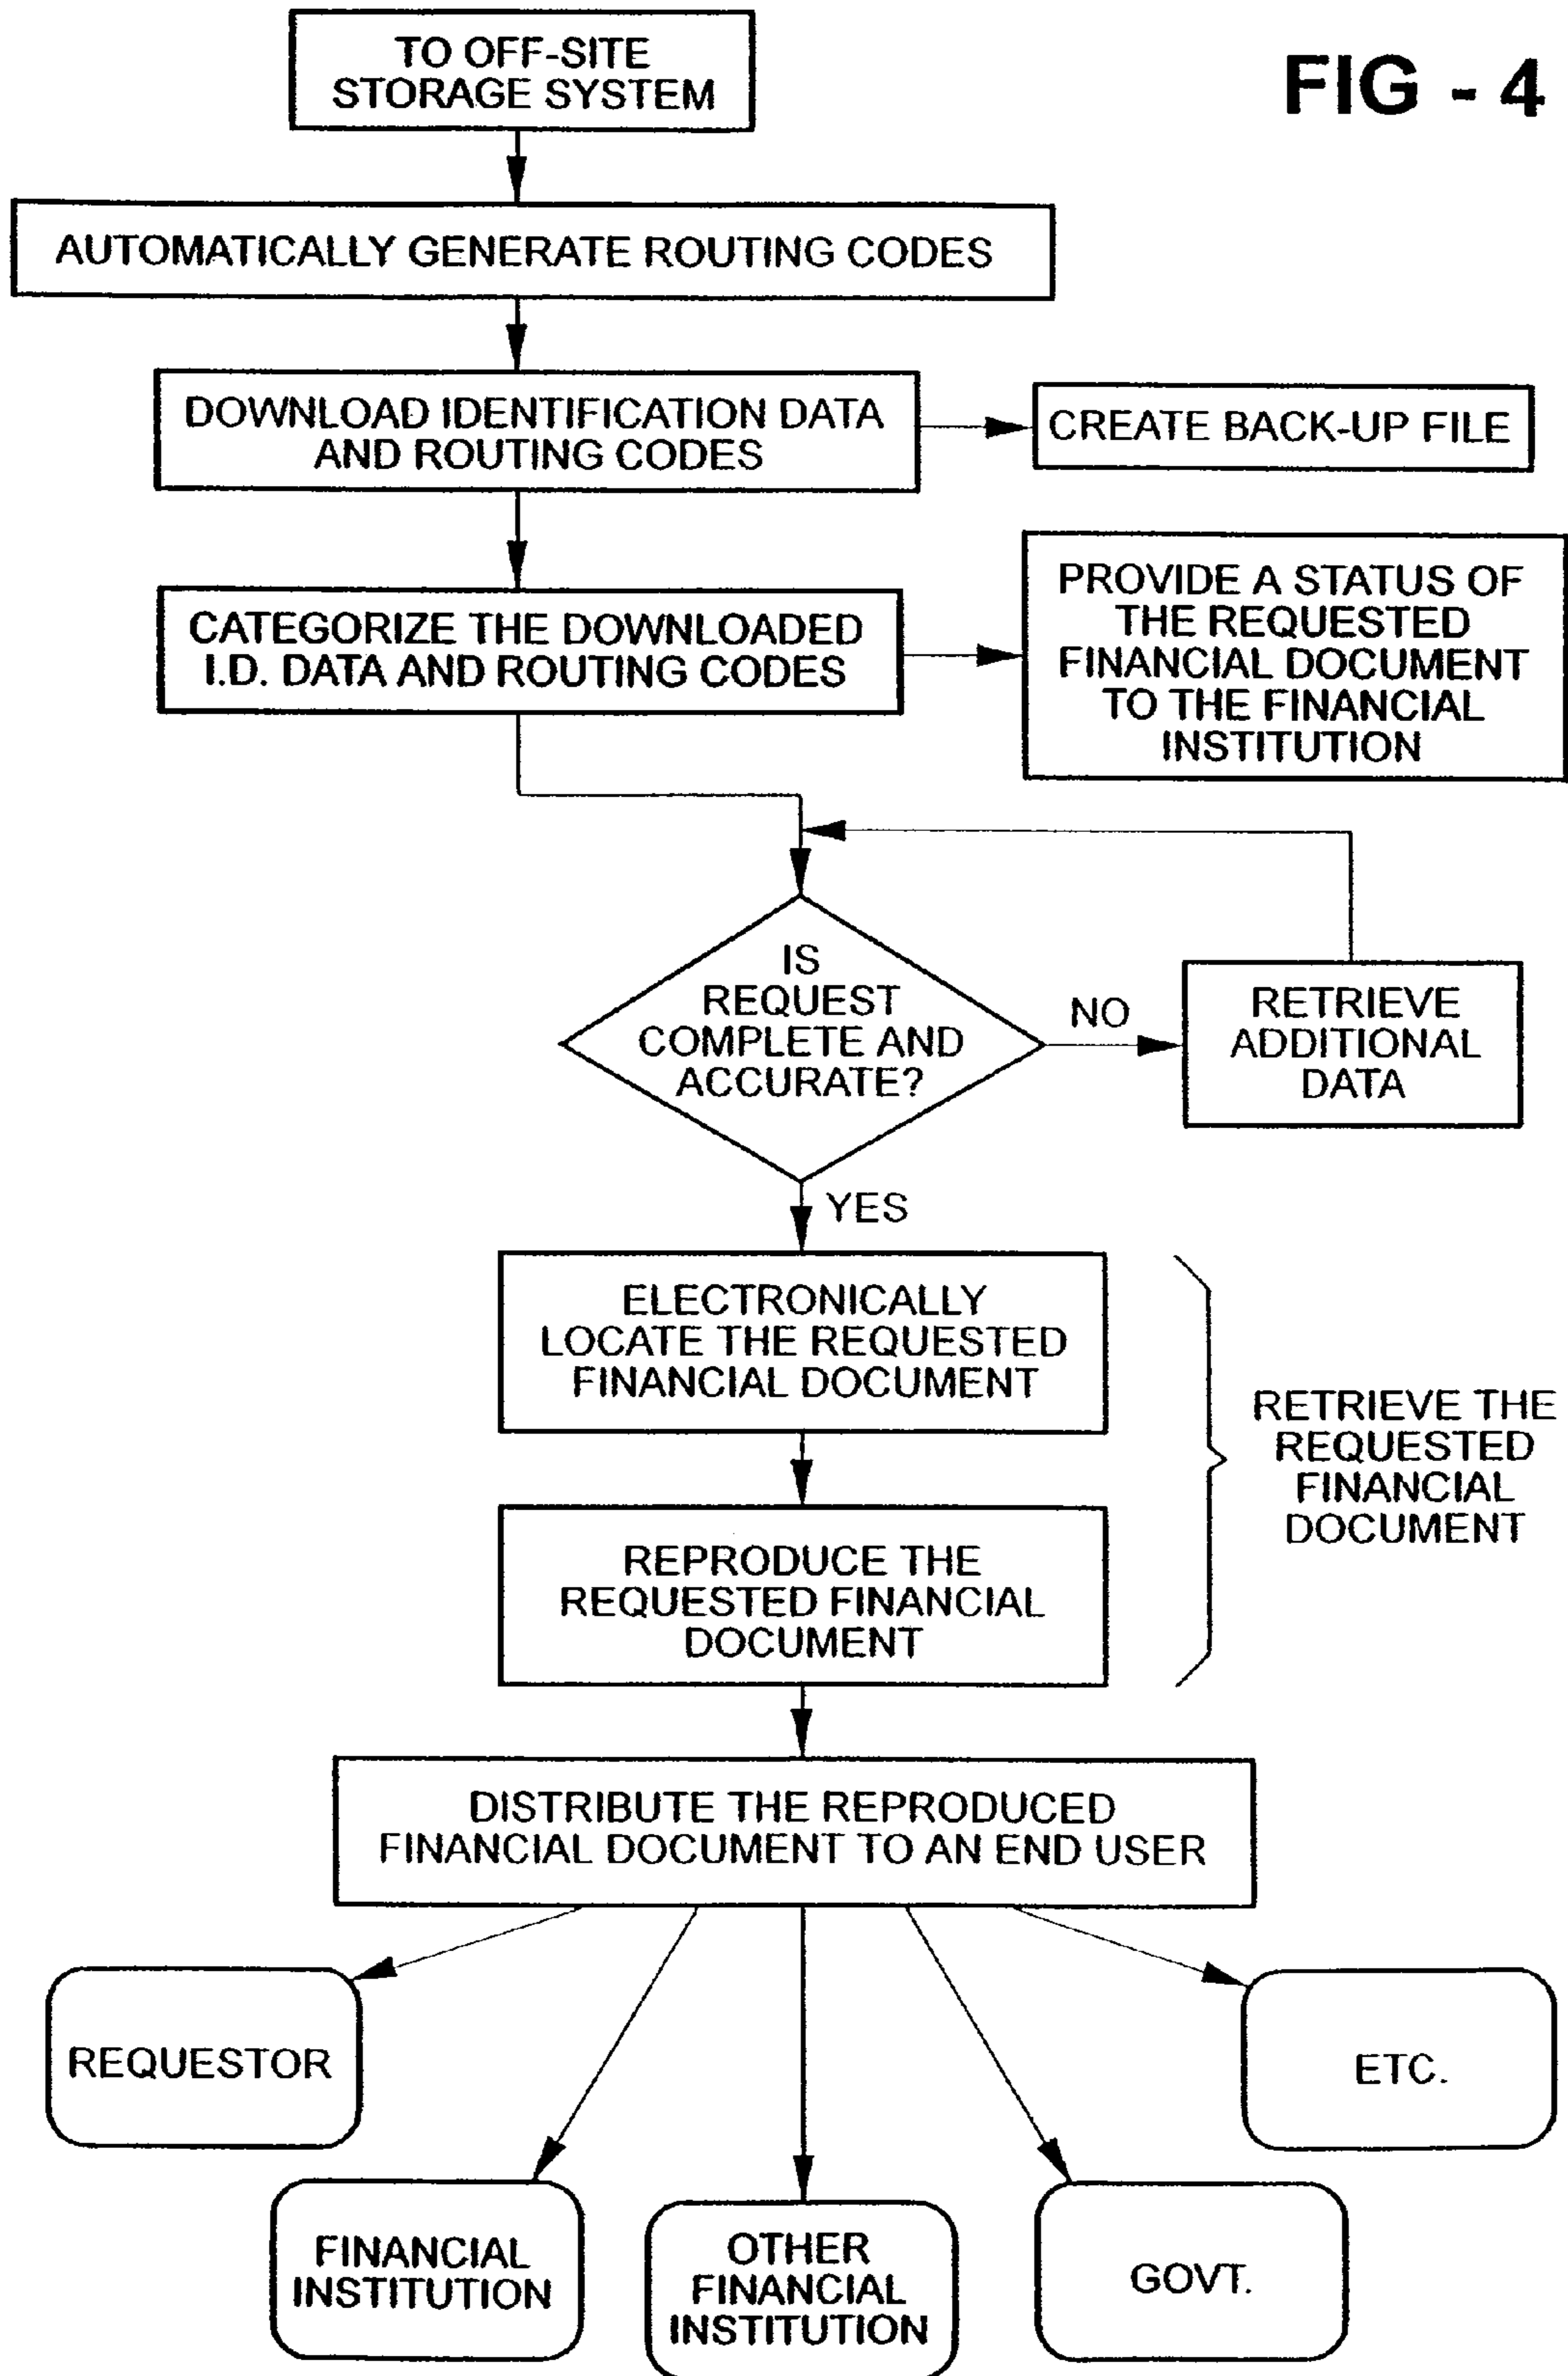 TO OFF-SITE
STORAGE SYSTEM
FIG - 4
AUTOMATICALLY GENERATE ROUTING CODES
DOWNLOAD IDENTIFICATION DATA
AND ROUTING CODES
CREATE BACK-UP FILE
CATEGORIZE THE DOWNLOADED
I.D. DATA AND ROUTING CODES
PROVIDE A STATUS OF
THE REQUESTED
FINANCIAL DOCUMENT
TO THE FINANCIAL
INSTITUTION
IS
REQUEST
COMPLETE AND
ACCURATE?
NO
RETRIEVE
ADDITIONAL
DATA
YES
ELECTRONICALLY
LOCATE THE REQUESTED
FINANCIAL DOCUMENT
REPRODUCE THE
REQUESTED FINANCIAL
DOCUMENT
RETRIEVE THE
REQUESTED
FINANCIAL
DOCUMENT
DISTRIBUTE THE REPRODUCED
FINANCIAL DOCUMENT TO AN END USER
REQUESTOR
FINANCIAL
INSTITUTION
OTHER
FINANCIAL
INSTITUTION
GOVT.
ETC.